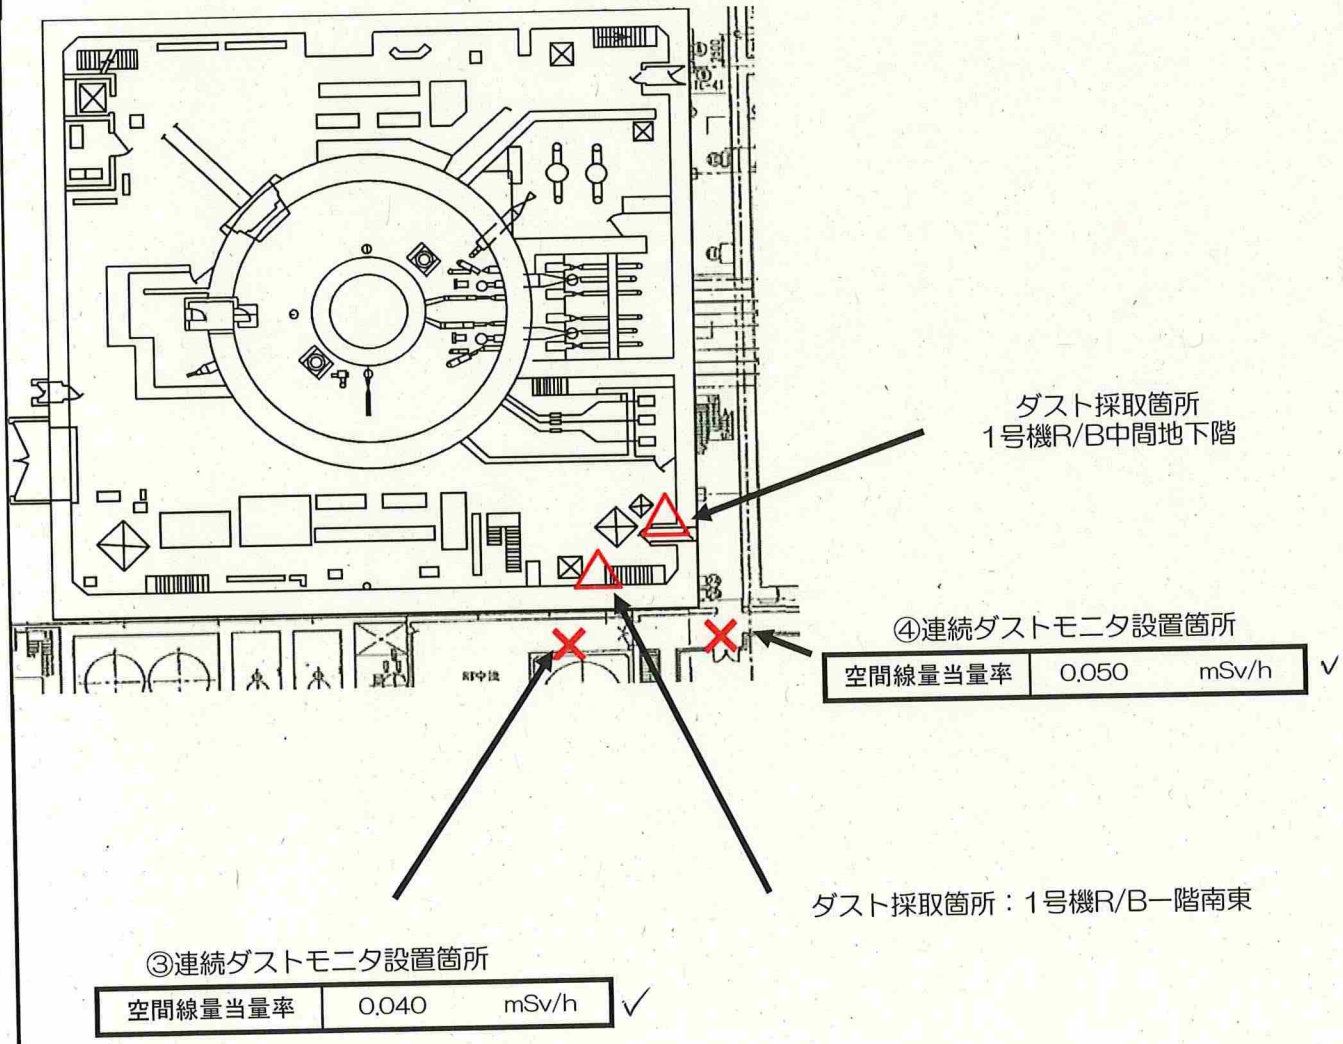 ダスト採取箇所
1号機R/B中間地下階
④連続ダストモニタ設置箇所
空間線量当量率 0.050 mSv/h ✓
ダスト採取箇所：1号機R/B一階南東
③連続ダストモニタ設置箇所
空間線量当量率 0.040 mSv/h ✓